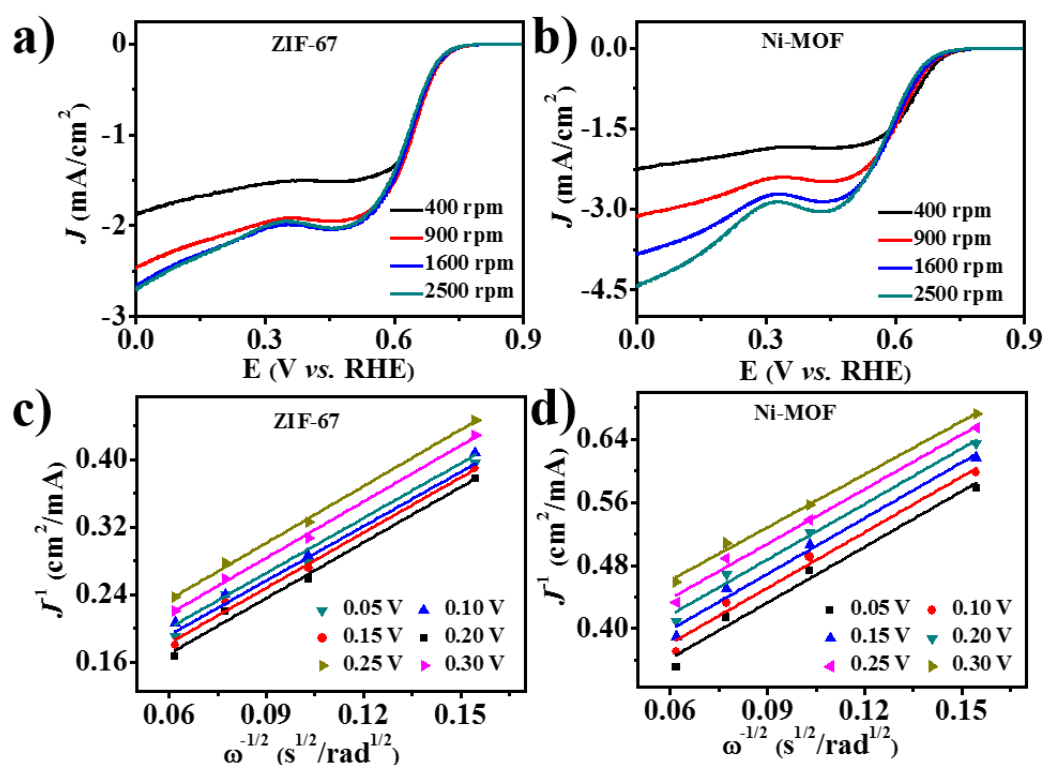 a)
ZIF-67
0
-1
-2
-3
J (mA/cm²)
400 rpm
900 rpm
1600 rpm
2500 rpm
0.0 0.3 0.6 0.9
E (V vs. RHE)
b)
Ni-MOF
0.0
-1.5
-3.0
-4.5
J (mA/cm²)
400 rpm
900 rpm
1600 rpm
2500 rpm
0.0 0.3 0.6 0.9
E (V vs. RHE)
c)
ZIF-67
0.40
0.32
0.24
0.16
J⁻¹ (cm²/mA)
0.05 V 0.10 V
0.15 V 0.20 V
0.25 V 0.30 V
0.06 0.09 0.12 0.15
ω⁻¹/² (s¹/²/rad¹/²)
d)
Ni-MOF
0.64
0.56
0.48
0.40
J⁻¹ (cm²/mA)
0.05 V 0.10 V
0.15 V 0.20 V
0.25 V 0.30 V
0.06 0.09 0.12 0.15
ω⁻¹/² (s¹/²/rad¹/²)